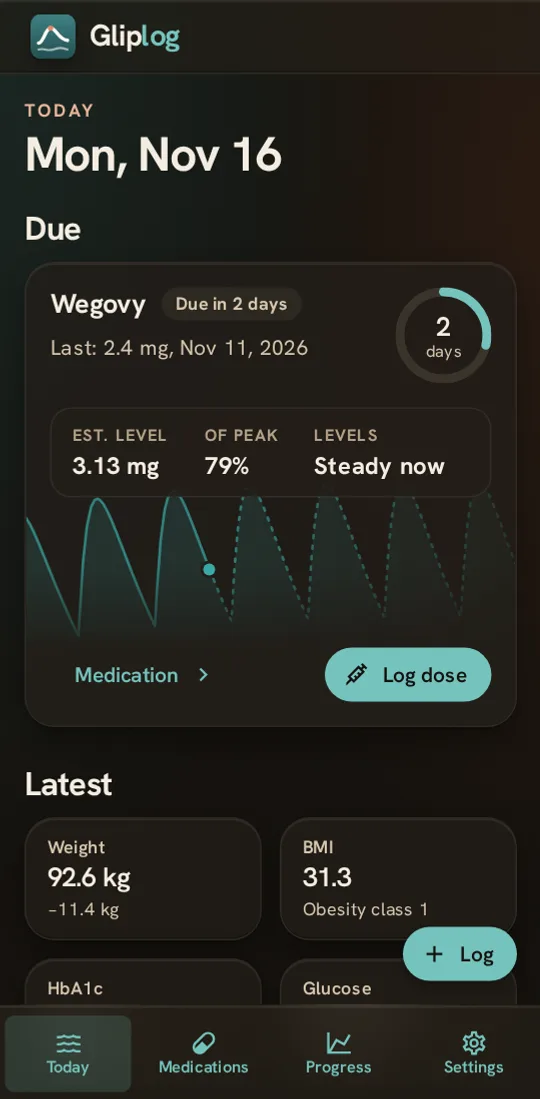 Gliplog
TODAY
Mon, Nov 16
Due
Wegovy
Due in 2 days
Last: 2.4 mg, Nov 11, 2026
2
days
EST. LEVEL
3.13 mg
OF PEAK
79%
LEVELS
Steady now
Medication
Log dose
Latest
Weight
92.6 kg
−11.4 kg
BMI
31.3
Obesity class 1
HbA1c
Glucose
Log
Today
Medications
Progress
Settings